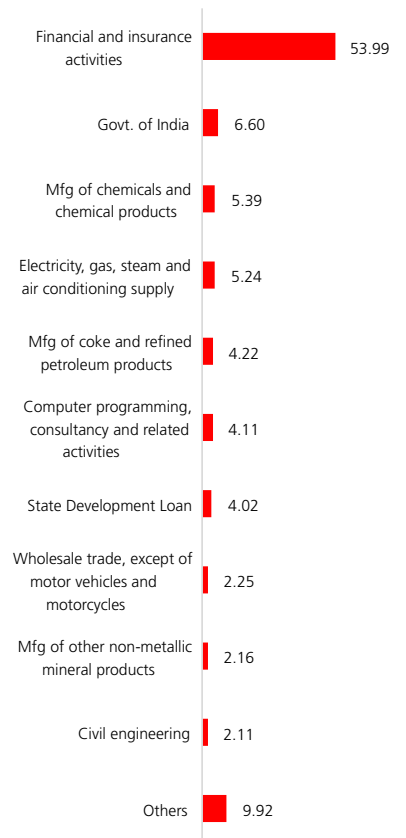 Financial and insurance
activities
53.99
Govt. of India
6.60
Mfg of chemicals and
chemical products
5.39
Electricity, gas, steam and
air conditioning supply
5.24
Mfg of coke and refined
petroleum products
4.22
Computer programming,
consultancy and related
activities
4.11
State Development Loan
4.02
Wholesale trade, except of
motor vehicles and
motorcycles
2.25
Mfg of other non-metallic
mineral products
2.16
Civil engineering
2.11
Others
9.92